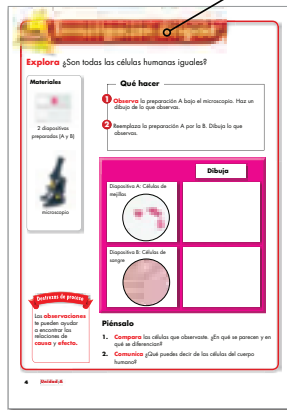 Explora ¿Son todas las células humanas iguales?
Materiales
2 diapositivas
preparadas (A y B)
microscopio
Qué hacer
1 Observa la preparación A bajo el microscopio. Haz un
dibujo de lo que observas.
2 Reemplaza la preparación A por la B. Dibuja lo que
observas.
Dibuja
Diapositiva A: Células de
mejillas
Diapositiva B: Células de
sangre
Destrezas de proceso
Las observaciones
te pueden ayudar
a encontrar las
relaciones de
causa y efecto.
Piénsalo
1. Compara las células que observaste. ¿En qué se parecen y en
qué se diferencian?
2. Comunica ¿Qué puedes decir de las células del cuerpo
humano?
4 Unidad A